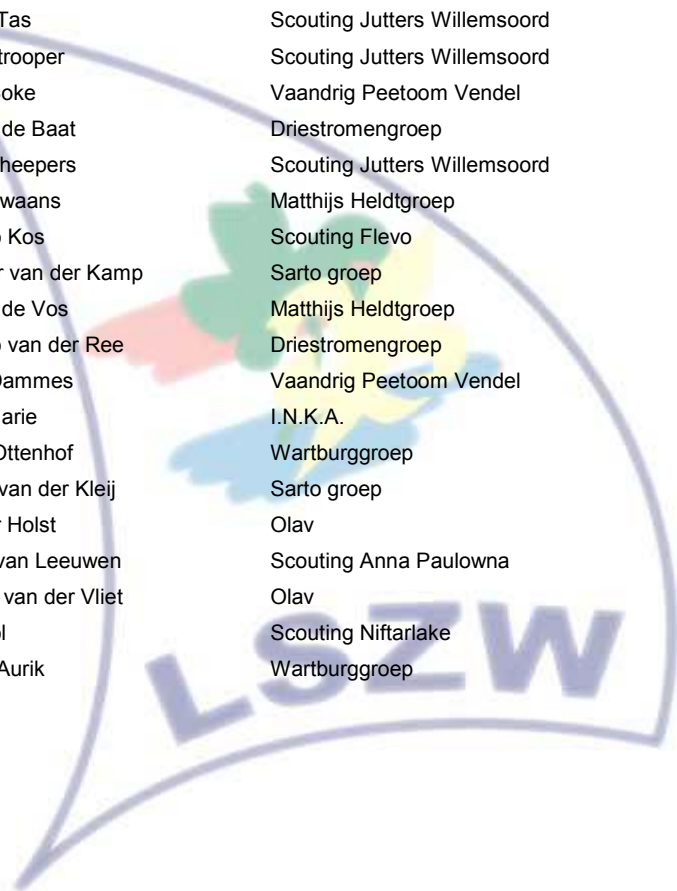 Tas Scouting Jutters Willemsoord
trooper Scouting Jutters Willemsoord
oke Vaandrig Peetoom Vendel
de Baat Driestromengroep
heepers Scouting Jutters Willemsoord
waans Matthijs Heldtgroep
Kos Scouting Flevo
van der Kamp Sarto groep
de Vos Matthijs Heldtgroep
van der Ree Driestromengroep
Dammes Vaandrig Peetoom Vendel
arie I.N.K.A.
Ottenhof Wartburggroep
van der Kleij Sarto groep
Holst Olav
van Leeuwen Scouting Anna Paulowna
van der Vliet Olav
ol Scouting Niftarlake
Aurik Wartburggroep
LSZW